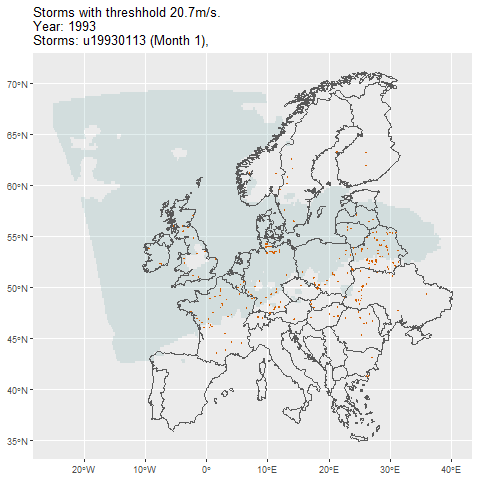 Storms with threshhold 20.7m/s.
Year: 1993
Storms: u19930113 (Month 1),
70°N
65°N
60°N
55°N
50°N
45°N
40°N
35°N
20°W
10°W
0°
10°E
20°E
30°E
40°E